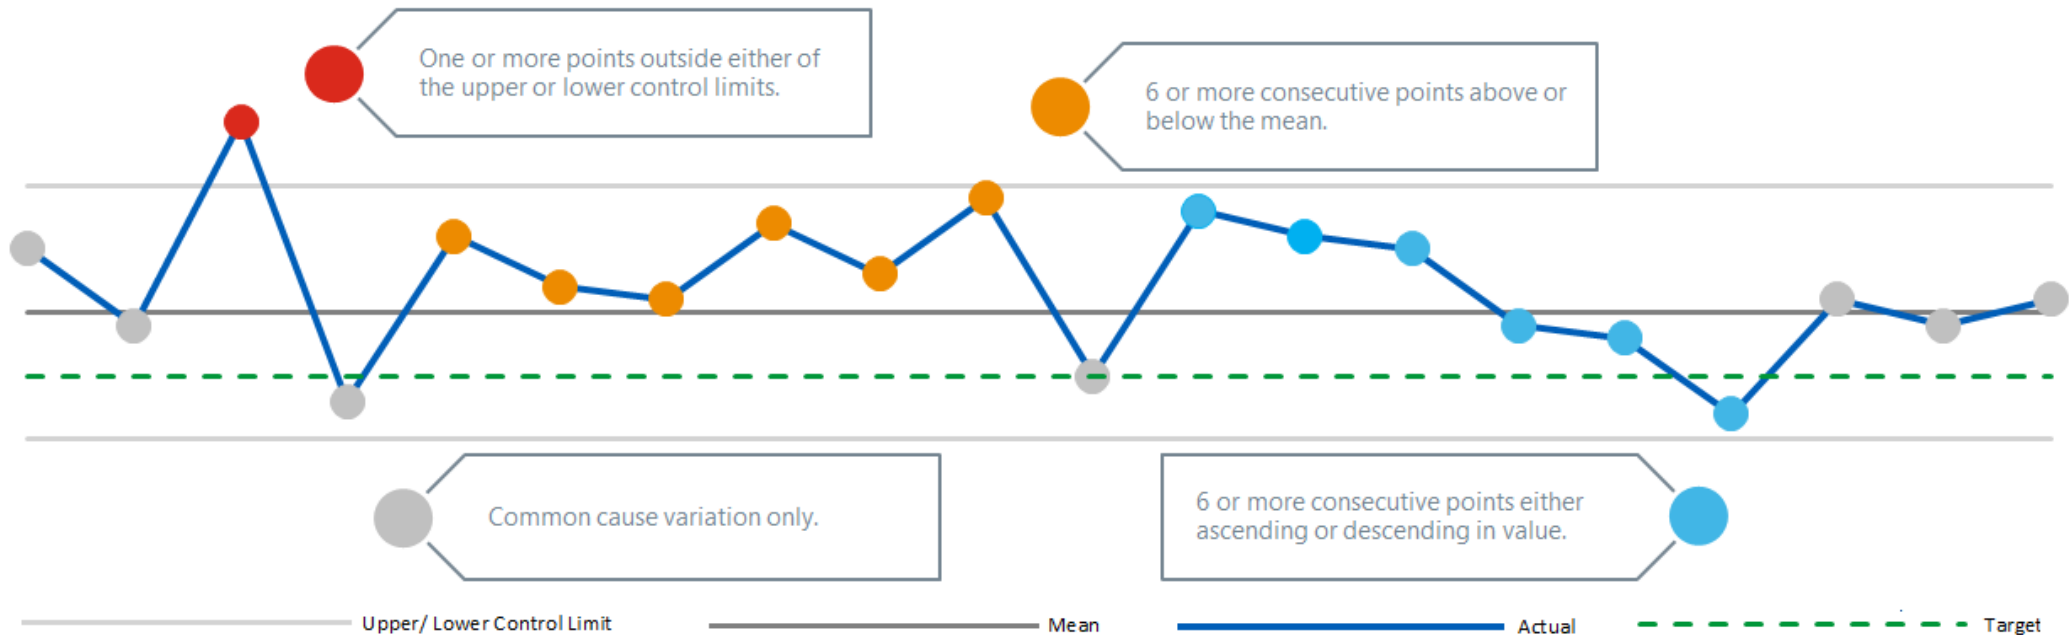 One or more points outside either of
the upper or lower control limits.
6 or more consecutive points above or
below the mean.
Common cause variation only.
6 or more consecutive points either
ascending or descending in value.
Upper/ Lower Control Limit
Mean
Actual
Target